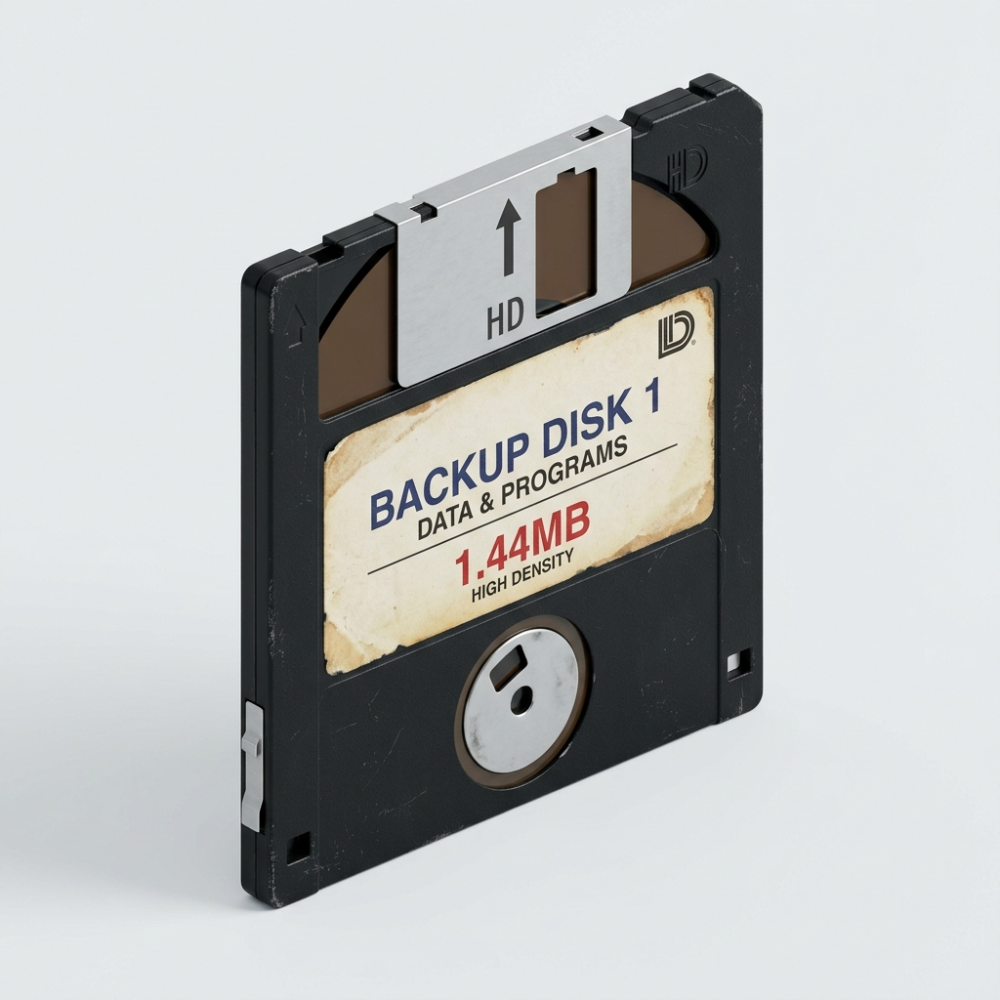 HD
HD
BACKUP DISK 1
DATA & PROGRAMS
1.44MB
HIGH DENSITY